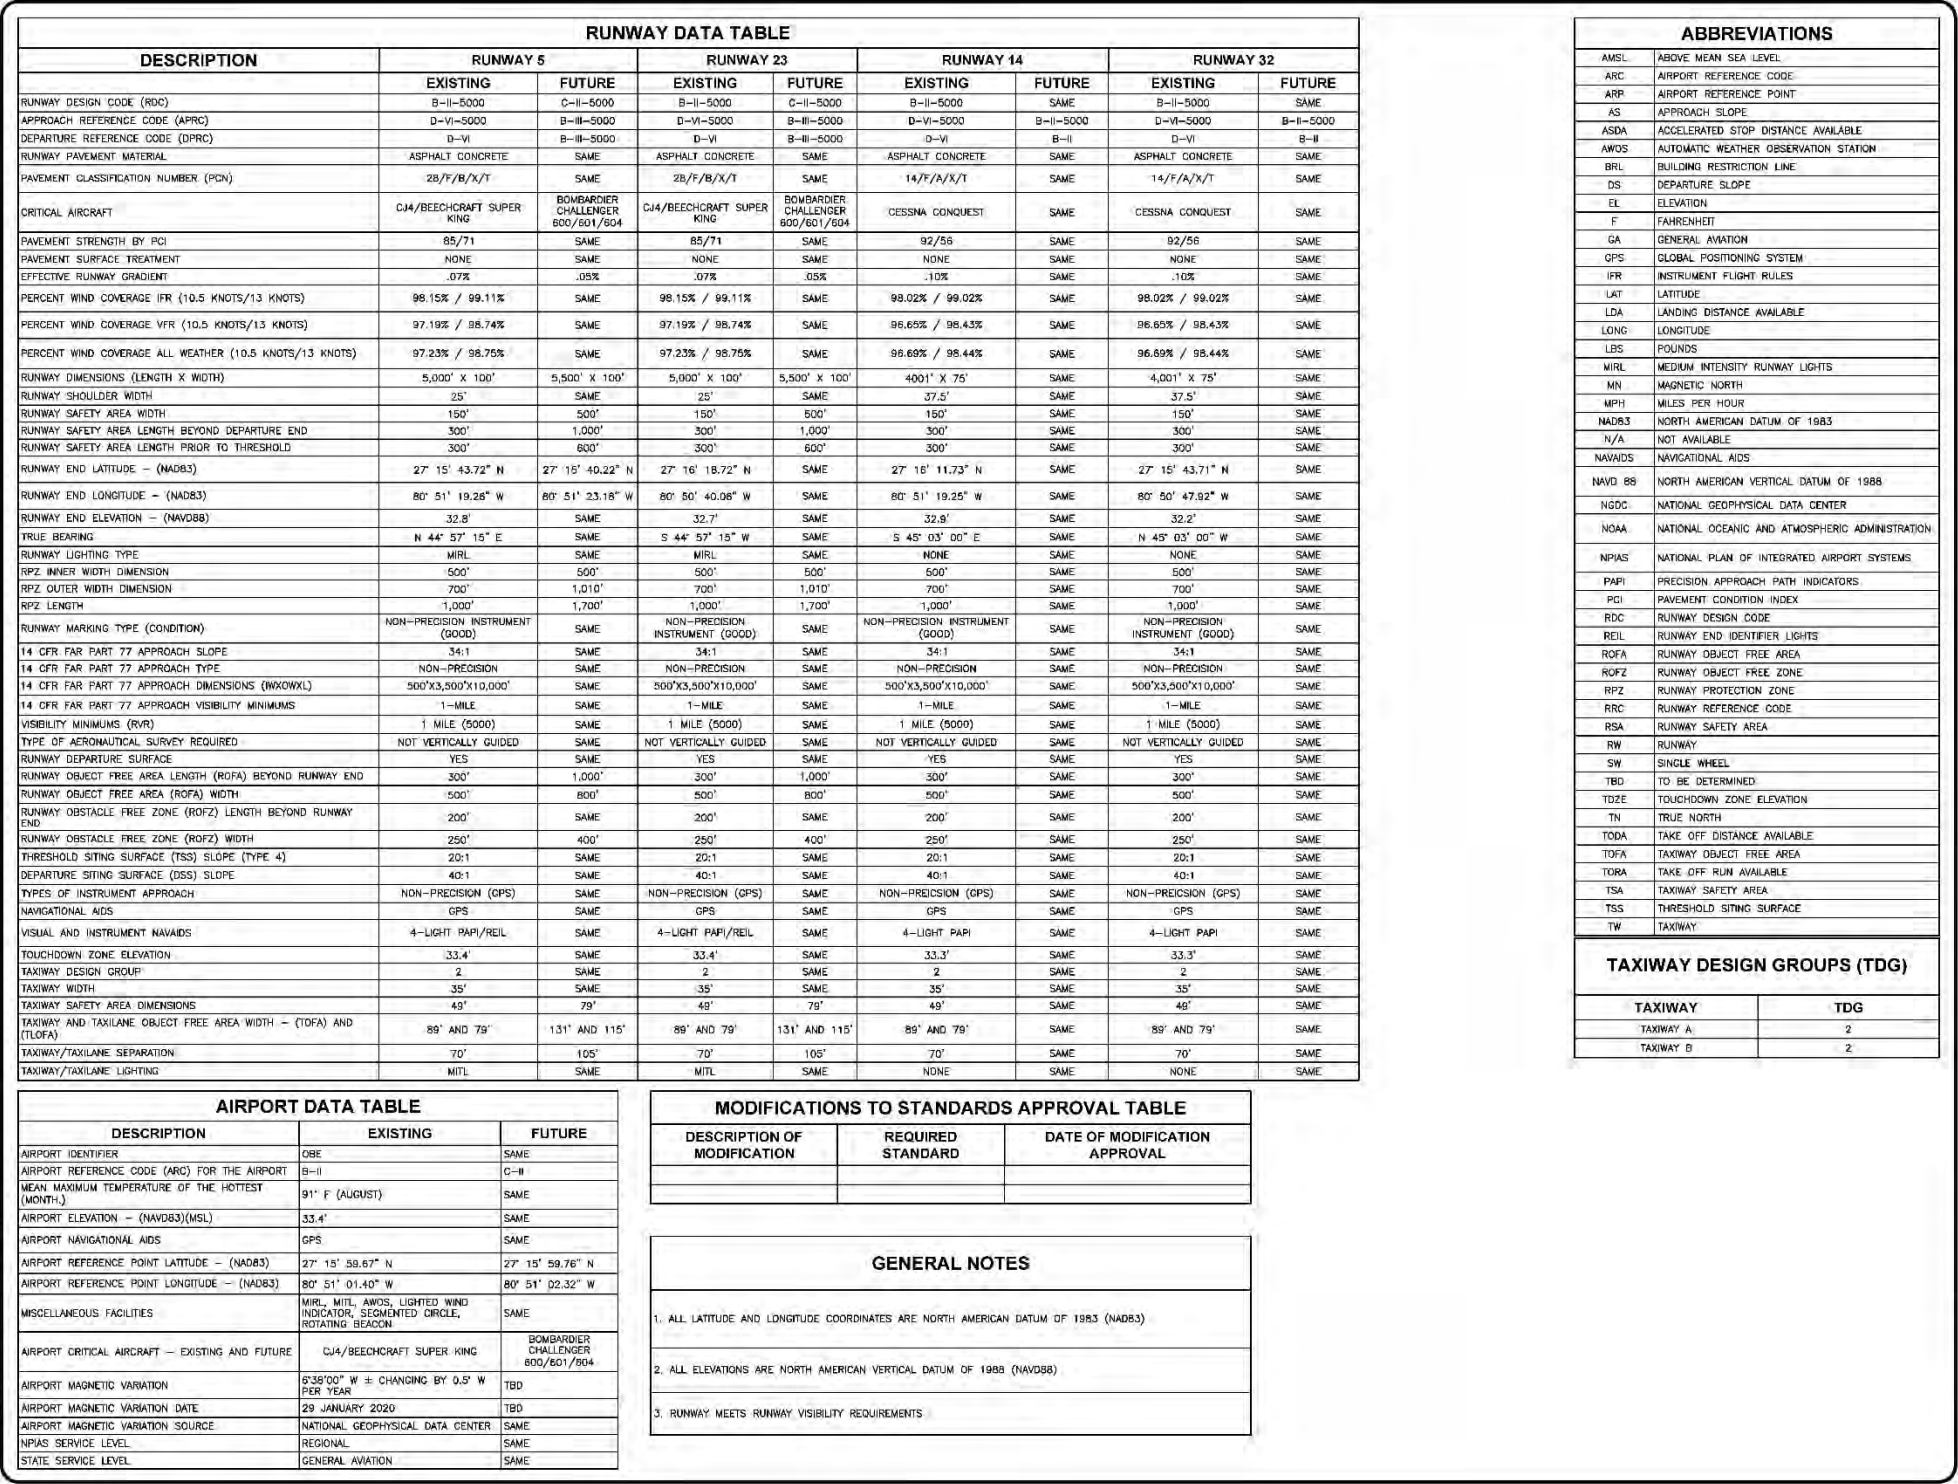 RUNWAY DATA TABLE
DESCRIPTION RUNWAY 5 RUNWAY 23 RUNWAY 14 RUNWAY 32
EXISTING FUTURE EXISTING FUTURE EXISTING FUTURE EXISTING FUTURE
RUNWAY DESIGN CODE (RDC) B-II-5000 C-II-5000 B-II-5000 C-II-5000 B-II-5000 SAME B-II-5000 SAME
APPROACH REFERENCE CODE (APRC) D-VI-5000 B-III-5000 D-VI-5000 B-III-5000 D-VI-5000 B-II-5000 D-VI-5000 B-II-5000
DEPARTURE REFERENCE CODE (DPRC) D-VI B-III-5000 D-VI B-III-5000 D-VI B-II D-VI B-II
RUNWAY PAVEMENT MATERIAL ASPHALT CONCRETE SAME ASPHALT CONCRETE SAME ASPHALT CONCRETE SAME ASPHALT CONCRETE SAME
PAVEMENT CLASSIFICATION NUMBER (PCN) 28/F/B/X/T SAME 28/F/B/X/T SAME 14/F/A/X/T SAME 14/F/A/X/T SAME
CRITICAL AIRCRAFT CJ4/BEECHCRAFT SUPER KING BOMBARDIER CHALLENGER 600/601/604 CJ4/BEECHCRAFT SUPER KING BOMBARDIER CHALLENGER 600/601/604 CESSNA CONQUEST SAME CESSNA CONQUEST SAME
PAVEMENT STRENGTH BY PCI 85/71 SAME 85/71 SAME 92/56 SAME 92/56 SAME
PAVEMENT SURFACE TREATMENT NONE SAME NONE SAME NONE SAME NONE SAME
EFFECTIVE RUNWAY GRADIENT .07% .05% .07% .05% .10% SAME .10% SAME
PERCENT WIND COVERAGE IFR (10.5 KNOTS/13 KNOTS) 98.15% / 99.11% SAME 98.15% / 99.11% SAME 98.02% / 99.02% SAME 98.02% / 99.02% SAME
PERCENT WIND COVERAGE VFR (10.5 KNOTS/13 KNOTS) 97.19% / 98.74% SAME 97.19% / 98.74% SAME 96.65% / 98.43% SAME 96.65% / 98.43% SAME
PERCENT WIND COVERAGE ALL WEATHER (10.5 KNOTS/13 KNOTS) 97.23% / 98.75% SAME 97.23% / 98.75% SAME 96.69% / 98.44% SAME 96.69% / 98.44% SAME
RUNWAY DIMENSIONS (LENGTH X WIDTH) 5,000' X 100' 5,500' X 100' 5,000' X 100' 5,500' X 100' 4001' X 75' SAME 4,001' X 75' SAME
RUNWAY SHOULDER WIDTH 25' SAME 25' SAME 37.5' SAME 37.5' SAME
RUNWAY SAFETY AREA WIDTH 150' 500' 150' 500' 150' SAME 150' SAME
RUNWAY SAFETY AREA LENGTH BEYOND DEPARTURE END 300' 1,000' 300' 1,000' 300' SAME 300' SAME
RUNWAY SAFETY AREA LENGTH PRIOR TO THRESHOLD 300' 600' 300' 600' 300' SAME 300' SAME
RUNWAY END LATITUDE - (NAD83) 27° 15' 43.72" N 27° 15' 40.22" N 27° 16' 18.72" N SAME 27° 16' 11.73" N SAME 27° 15' 43.71" N SAME
RUNWAY END LONGITUDE - (NAD83) 80° 51' 19.26" W 80° 51' 23.18" W 80° 50' 40.06" W SAME 80° 51' 19.25" W SAME 80° 50' 47.92" W SAME
RUNWAY END ELEVATION - (NAVD88) 32.8' SAME 32.7' SAME 32.9' SAME 32.2' SAME
TRUE BEARING N 44° 57' 15" E SAME S 44° 57' 15" W SAME S 45° 03' 00" E SAME N 45° 03' 00" W SAME
RUNWAY LIGHTING TYPE MIRL SAME MIRL SAME NONE SAME NONE SAME
RPZ INNER WIDTH DIMENSION 500' 500' 500' 500' 500' SAME 500' SAME
RPZ OUTER WIDTH DIMENSION 700' 1,010' 700' 1,010' 700' SAME 700' SAME
RPZ LENGTH 1,000' 1,700' 1,000' 1,700' 1,000' SAME 1,000' SAME
RUNWAY MARKING TYPE (CONDITION) NON-PRECISION INSTRUMENT (GOOD) SAME NON-PRECISION INSTRUMENT (GOOD) SAME NON-PRECISION INSTRUMENT (GOOD) SAME NON-PRECISION INSTRUMENT (GOOD) SAME
14 CFR FAR PART 77 APPROACH SLOPE 34:1 SAME 34:1 SAME 34:1 SAME 34:1 SAME
14 CFR FAR PART 77 APPROACH TYPE NON-PRECISION SAME NON-PRECISION SAME NON-PRECISION SAME NON-PRECISION SAME
14 CFR FAR PART 77 APPROACH DIMENSIONS (IWXOWXL) 500'X3,500'X10,000' SAME 500'X3,500'X10,000' SAME 500'X3,500'X10,000' SAME 500'X3,500'X10,000' SAME
14 CFR FAR PART 77 APPROACH VISIBILITY MINIMUMS 1-MILE SAME 1-MILE SAME 1-MILE SAME 1-MILE SAME
VISIBILITY MINIMUMS (RVR) 1 MILE (5000) SAME 1 MILE (5000) SAME 1 MILE (5000) SAME 1 MILE (5000) SAME
TYPE OF AERONAUTICAL SURVEY REQUIRED NOT VERTICALLY GUIDED SAME NOT VERTICALLY GUIDED SAME NOT VERTICALLY GUIDED SAME NOT VERTICALLY GUIDED SAME
RUNWAY DEPARTURE SURFACE YES SAME YES SAME YES SAME YES SAME
RUNWAY OBJECT FREE AREA LENGTH (ROFA) BEYOND RUNWAY END 300' 1,000' 300' 1,000' 300' SAME 300' SAME
RUNWAY OBJECT FREE AREA (ROFA) WIDTH 500' 800' 500' 800' 500' SAME 500' SAME
RUNWAY OBSTACLE FREE ZONE (ROFZ) LENGTH BEYOND RUNWAY END 200' SAME 200' SAME 200' SAME 200' SAME
RUNWAY OBSTACLE FREE ZONE (ROFZ) WIDTH 250' 400' 250' 400' 250' SAME 250' SAME
THRESHOLD SITING SURFACE (TSS) SLOPE (TYPE 4) 20:1 SAME 20:1 SAME 20:1 SAME 20:1 SAME
DEPARTURE SITING SURFACE (DSS) SLOPE 40:1 SAME 40:1 SAME 40:1 SAME 40:1 SAME
TYPES OF INSTRUMENT APPROACH NON-PRECISION (GPS) SAME NON-PRECISION (GPS) SAME NON-PREICSION (GPS) SAME NON-PREICSION (GPS) SAME
NAVIGATIONAL AIDS GPS SAME GPS SAME GPS SAME GPS SAME
VISUAL AND INSTRUMENT NAVAIDS 4-LIGHT PAPI/REIL SAME 4-LIGHT PAPI/REIL SAME 4-LIGHT PAPI SAME 4-LIGHT PAPI SAME
TOUCHDOWN ZONE ELEVATION 33.4' SAME 33.4' SAME 33.3' SAME 33.3' SAME
TAXIWAY DESIGN GROUP 2 SAME 2 SAME 2 SAME 2 SAME
TAXIWAY WIDTH 35' SAME 35' SAME 35' SAME 35' SAME
TAXIWAY SAFETY AREA DIMENSIONS 49' 79' 49' 79' 49' SAME 49' SAME
TAXIWAY AND TAXILANE OBJECT FREE AREA WIDTH - (TOFA) AND (TLOFA) 89' AND 79' 131' AND 115' 89' AND 79' 131' AND 115' 89' AND 79' SAME 89' AND 79' SAME
TAXIWAY/TAXILANE SEPARATION 70' 105' 70' 105' 70' SAME 70' SAME
TAXIWAY/TAXILANE LIGHTING MITL SAME MITL SAME NONE SAME NONE SAME
ABBREVIATIONS
AMSL ABOVE MEAN SEA LEVEL
ARC AIRPORT REFERENCE CODE
ARP AIRPORT REFERENCE POINT
AS APPROACH SLOPE
ASDA ACCELERATED STOP DISTANCE AVAILABLE
AWOS AUTOMATIC WEATHER OBSERVATION STATION
BRL BUILDING RESTRICTION LINE
DS DEPARTURE SLOPE
EL ELEVATION
F FAHRENHEIT
GA GENERAL AVIATION
GPS GLOBAL POSITIONING SYSTEM
IFR INSTRUMENT FLIGHT RULES
LAT LATITUDE
LDA LANDING DISTANCE AVAILABLE
LONG LONGITUDE
LBS POUNDS
MIRL MEDIUM INTENSITY RUNWAY LIGHTS
MN MAGNETIC NORTH
MPH MILES PER HOUR
NAD83 NORTH AMERICAN DATUM OF 1983
N/A NOT AVAILABLE
NAVAIDS NAVIGATIONAL AIDS
NAVD 88 NORTH AMERICAN VERTICAL DATUM OF 1988
NGDC NATIONAL GEOPHYSICAL DATA CENTER
NOAA NATIONAL OCEANIC AND ATMOSPHERIC ADMINISTRATION
NPIAS NATIONAL PLAN OF INTEGRATED AIRPORT SYSTEMS
PAPI PRECISION APPROACH PATH INDICATORS
PCI PAVEMENT CONDITION INDEX
RDC RUNWAY DESIGN CODE
REIL RUNWAY END IDENTIFIER LIGHTS
ROFA RUNWAY OBJECT FREE AREA
ROFZ RUNWAY OBJECT FREE ZONE
RPZ RUNWAY PROTECTION ZONE
RRC RUNWAY REFERENCE CODE
RSA RUNWAY SAFETY AREA
RW RUNWAY
SW SINGLE WHEEL
TBD TO BE DETERMINED
TDZE TOUCHDOWN ZONE ELEVATION
TN TRUE NORTH
TODA TAKE OFF DISTANCE AVAILABLE
TOFA TAXIWAY OBJECT FREE AREA
TORA TAKE OFF RUN AVAILABLE
TSA TAXIWAY SAFETY AREA
TSS THRESHOLD SITING SURFACE
TW TAXIWAY
TAXIWAY DESIGN GROUPS (TDG)
TAXIWAY TDG
TAXIWAY A 2
TAXIWAY B 2
AIRPORT DATA TABLE
DESCRIPTION EXISTING FUTURE
AIRPORT IDENTIFIER OBE SAME
AIRPORT REFERENCE CODE (ARC) FOR THE AIRPORT B-II C-II
MEAN MAXIMUM TEMPERATURE OF THE HOTTEST (MONTH.) 91° F (AUGUST) SAME
AIRPORT ELEVATION - (NAVD83)(MSL) 33.4' SAME
AIRPORT NAVIGATIONAL AIDS GPS SAME
AIRPORT REFERENCE POINT LATITUDE - (NAD83) 27° 15' 59.67" N 27° 15' 59.76" N
AIRPORT REFERENCE POINT LONGITUDE - (NAD83) 80° 51' 01.40" W 80° 51' 02.32" W
MISCELLANEOUS FACILITIES MIRL, MITL, AWOS, LIGHTED WIND INDICATOR, SEGMENTED CIRCLE, ROTATING BEACON SAME
AIRPORT CRITICAL AIRCRAFT - EXISTING AND FUTURE CJ4/BEECHCRAFT SUPER KING BOMBARDIER CHALLENGER 600/601/604
AIRPORT MAGNETIC VARIATION 6°38'00" W ± CHANGING BY 0.5' W PER YEAR TBD
AIRPORT MAGNETIC VARIATION DATE 29 JANUARY 2020 TBD
AIRPORT MAGNETIC VARIATION SOURCE NATIONAL GEOPHYSICAL DATA CENTER SAME
NPIAS SERVICE LEVEL REGIONAL SAME
STATE SERVICE LEVEL GENERAL AVIATION SAME
MODIFICATIONS TO STANDARDS APPROVAL TABLE
DESCRIPTION OF MODIFICATION REQUIRED STANDARD DATE OF MODIFICATION APPROVAL
GENERAL NOTES
1. ALL LATITUDE AND LONGITUDE COORDINATES ARE NORTH AMERICAN DATUM OF 1983 (NAD83)
2. ALL ELEVATIONS ARE NORTH AMERICAN VERTICAL DATUM OF 1988 (NAVD88)
3. RUNWAY MEETS RUNWAY VISIBILITY REQUIREMENTS